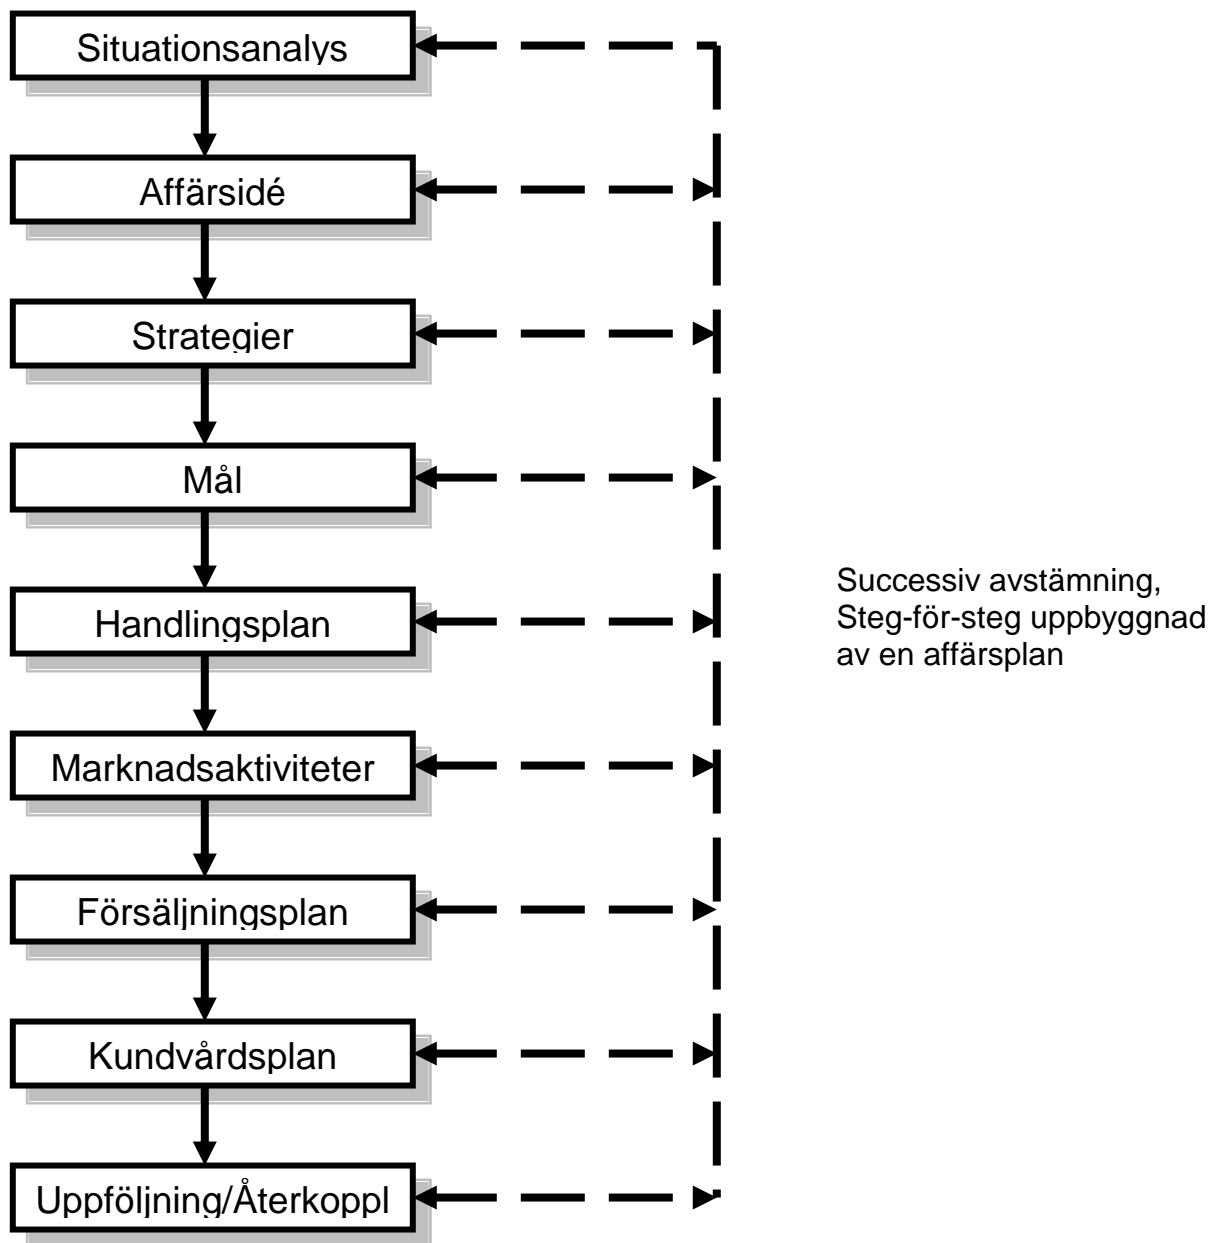 Situationsanalys
Affärsidé
Strategier
Mål
Handlingsplan
Successiv avstämning,
Steg-för-steg uppbyggnad
av en affärsplan
Marknadsaktiviteter
Försäljningsplan
Kundvårdsplan
Uppföljning/Återkoppl